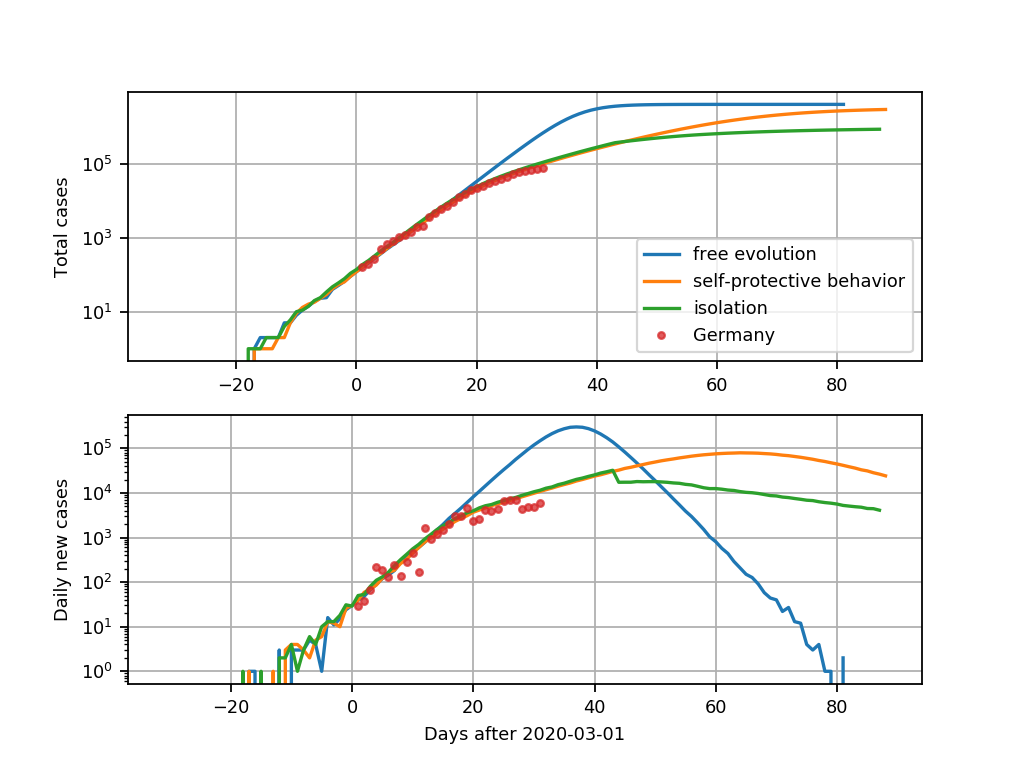 Total cases
10^5
10^3
10^1
−20 0 20 40 60 80
free evolution
self-protective behavior
isolation
Germany
Daily new cases
10^5
10^4
10^3
10^2
10^1
10^0
−20 0 20 40 60 80
Days after 2020-03-01